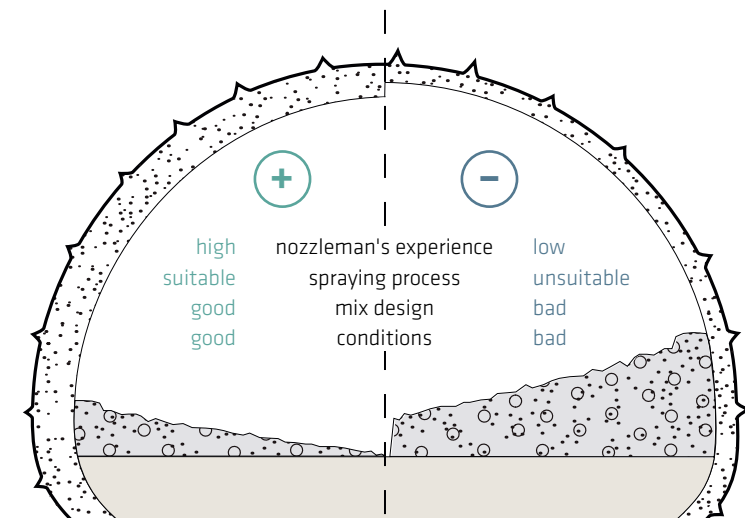 + −
high nozzleman's experience low
suitable spraying process unsuitable
good mix design bad
good conditions bad